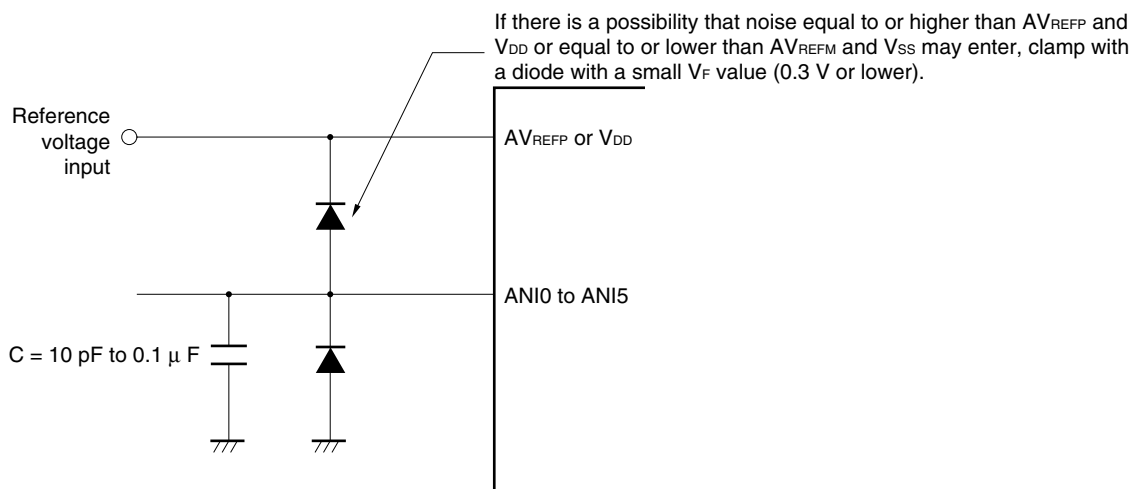 If there is a possibility that noise equal to or higher than AVREFP and
VDD or equal to or lower than AVREFM and VSS may enter, clamp with
a diode with a small VF value (0.3 V or lower).
Reference
voltage
input
AVREFP or VDD
ANI0 to ANI5
C = 10 pF to 0.1 μ F